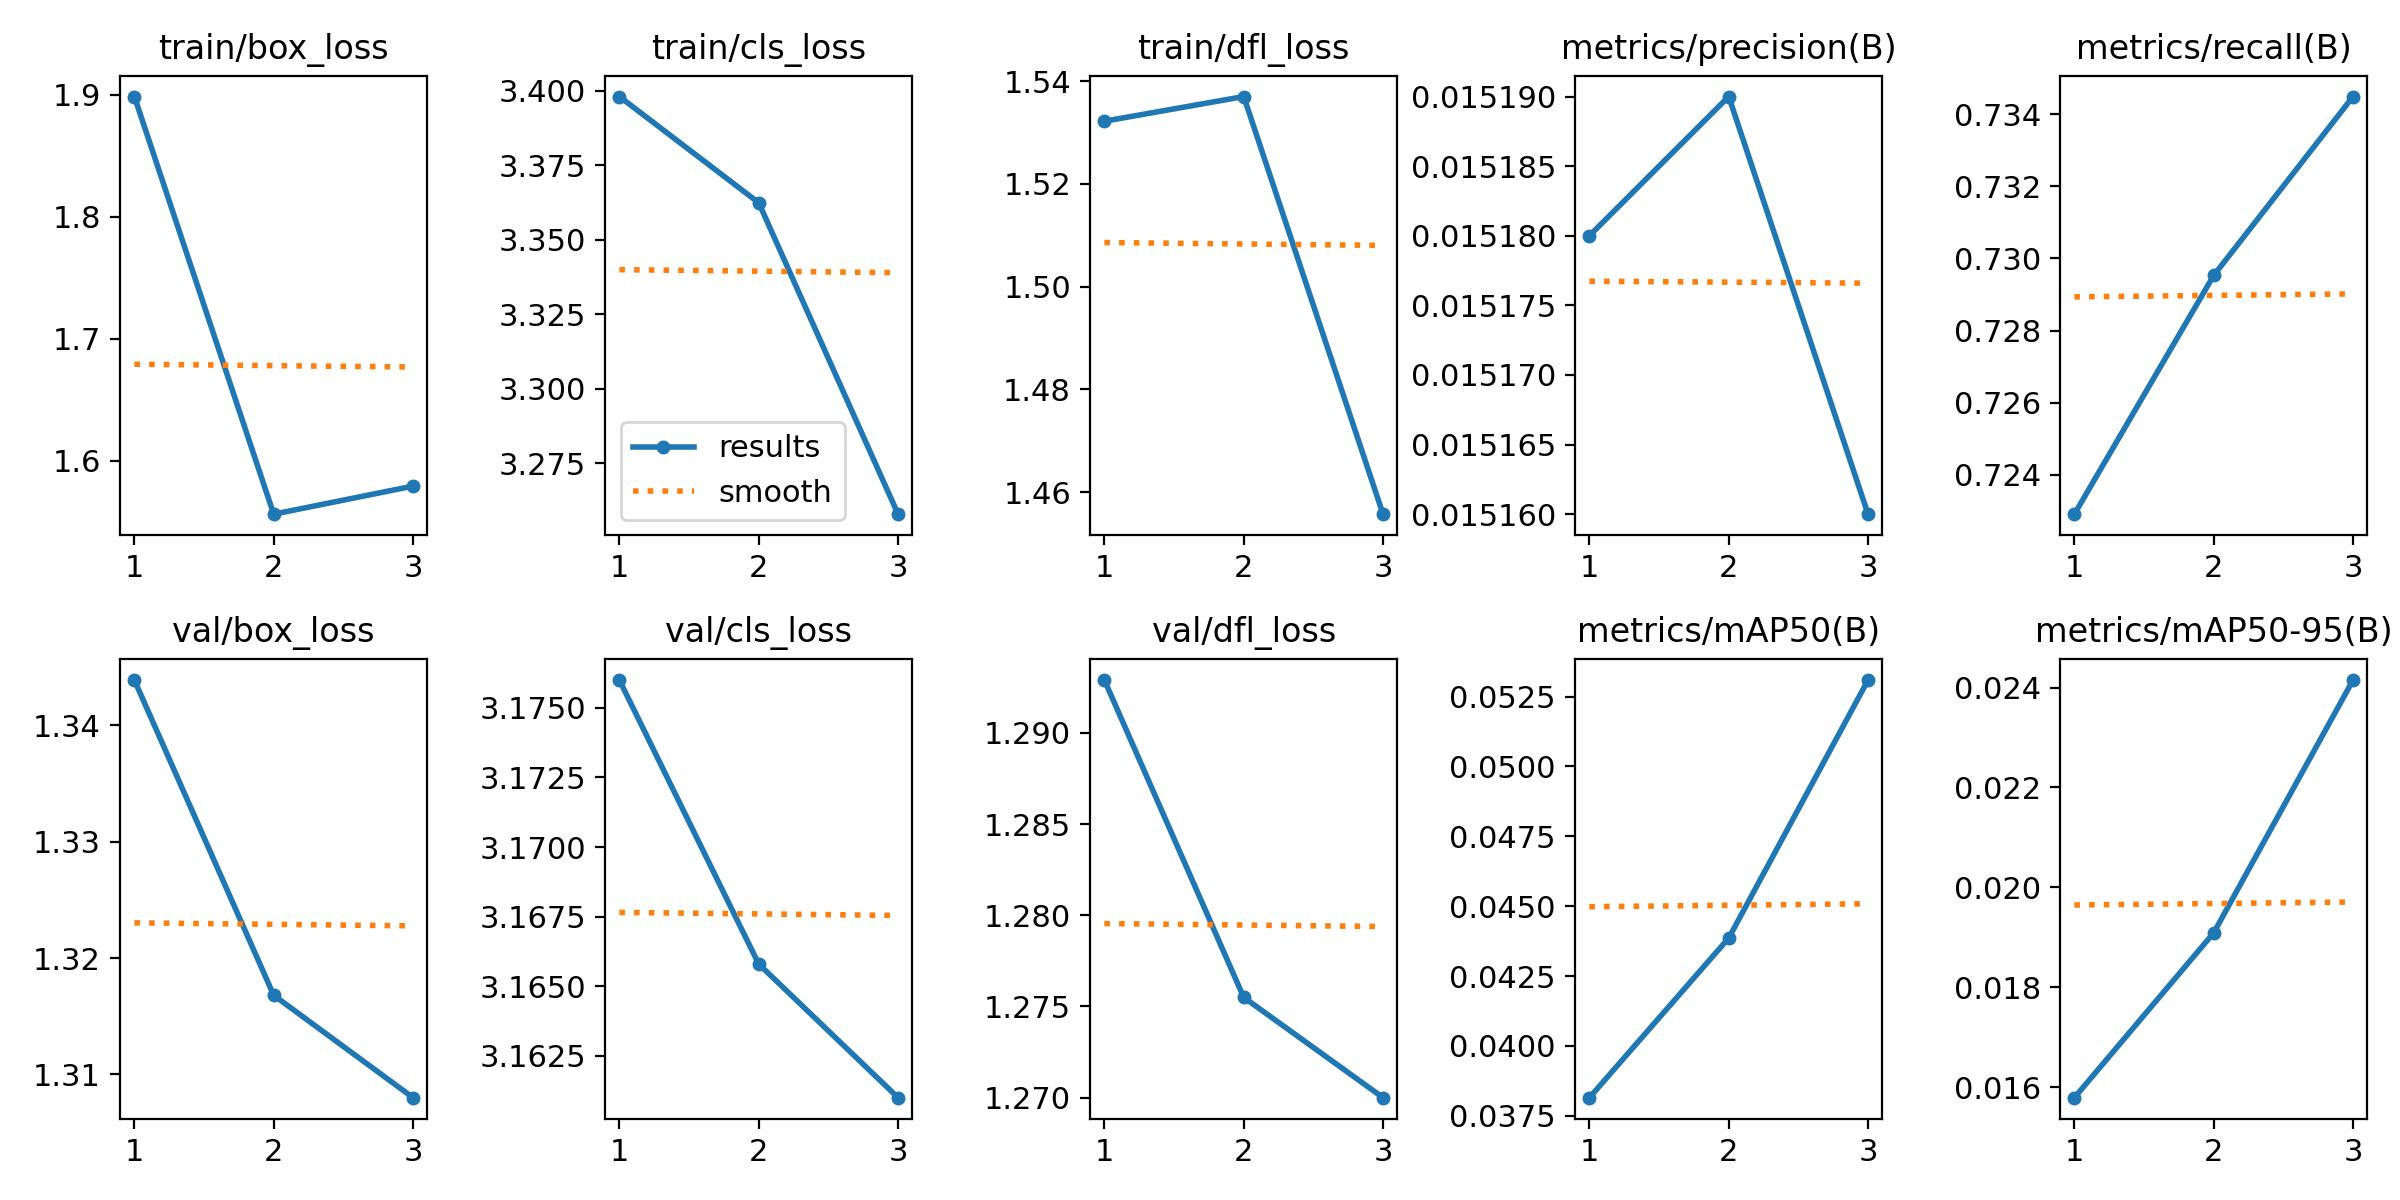 train/box_loss
1.9
1.8
1.7
1.6
1 2 3
train/cls_loss
3.400
3.375
3.350
3.325
3.300
3.275
results
smooth
1 2 3
train/dfl_loss
1.54
1.52
1.50
1.48
1.46
1 2 3
metrics/precision(B)
0.015190
0.015185
0.015180
0.015175
0.015170
0.015165
0.015160
1 2 3
metrics/recall(B)
0.734
0.732
0.730
0.728
0.726
0.724
1 2 3
val/box_loss
1.34
1.33
1.32
1.31
1 2 3
val/cls_loss
3.1750
3.1725
3.1700
3.1675
3.1650
3.1625
1 2 3
val/dfl_loss
1.290
1.285
1.280
1.275
1.270
1 2 3
metrics/mAP50(B)
0.0525
0.0500
0.0475
0.0450
0.0425
0.0400
0.0375
1 2 3
metrics/mAP50-95(B)
0.024
0.022
0.020
0.018
0.016
1 2 3